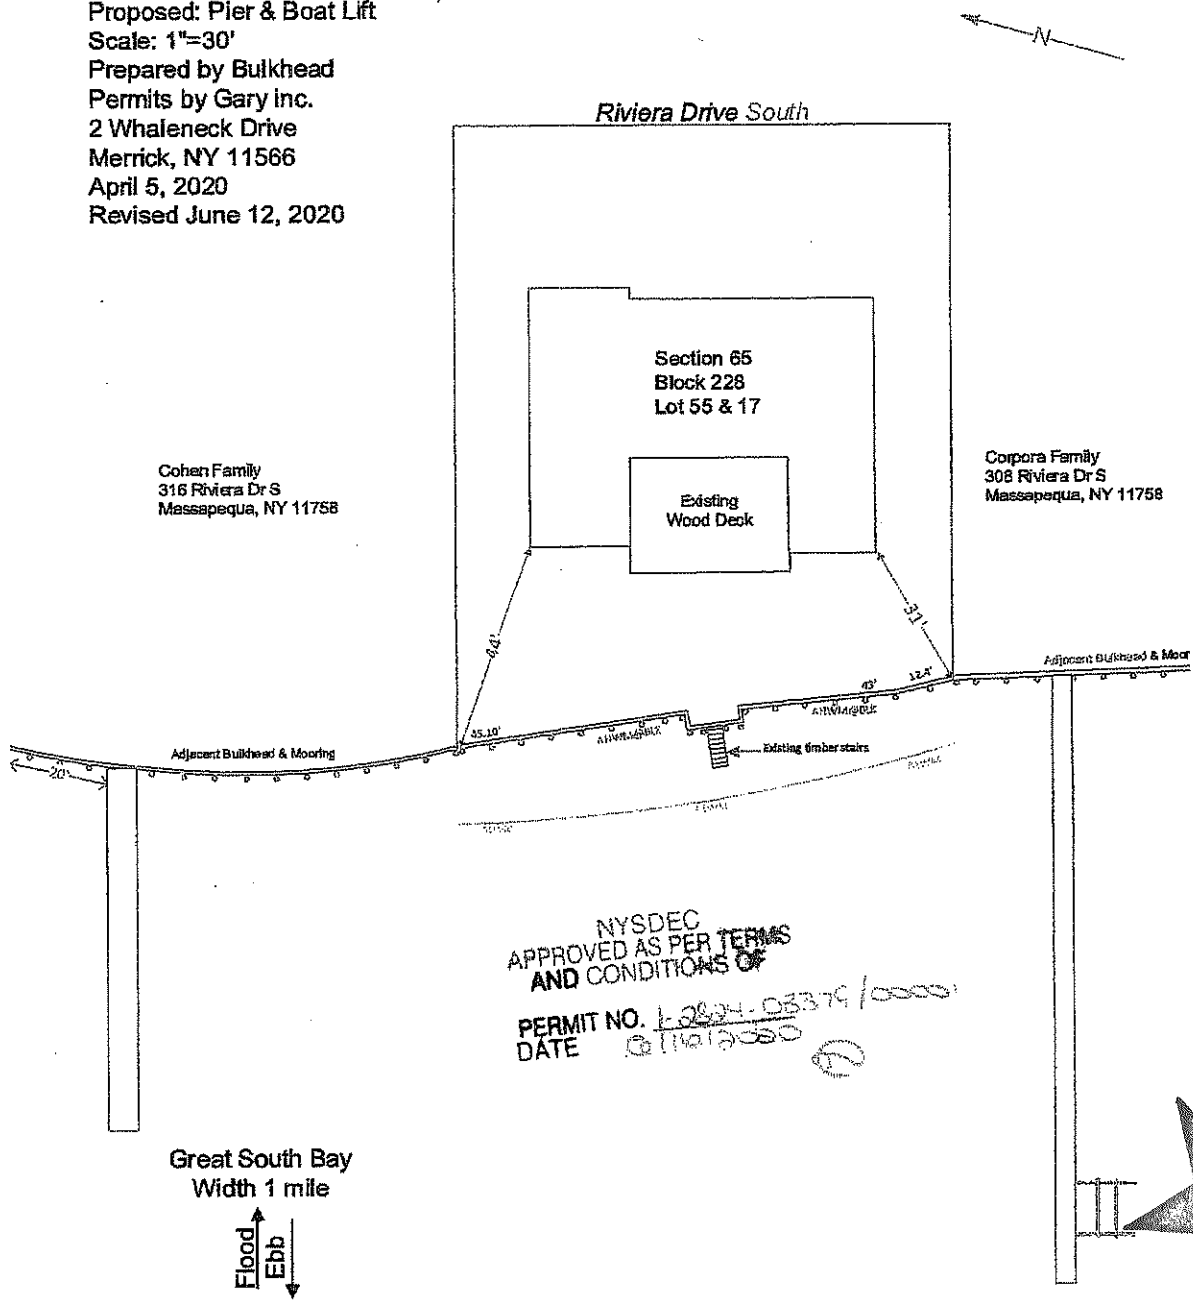 Proposed: Pier & Boat Lift
Scale: 1"=30'
Prepared by Bulkhead
Permits by Gary inc.
2 Whaleneck Drive
Merrick, NY 11566
April 5, 2020
Revised June 12, 2020
N
Riviera Drive South
Section 65
Block 228
Lot 55 & 17
Cohen Family
316 Riviera Dr S
Massapequa, NY 11758
Existing
Wood Deck
Corpora Family
308 Riviera Dr S
Massapequa, NY 11758
44'
Adjacent Bulkhead & Moor
12.4'
43'
45.10'
Existing timber stairs
Adjacent Bulkhead & Mooring
20'
NYSDEC
APPROVED AS PER TERMS
AND CONDITIONS OF
PERMIT NO.
DATE
Great South Bay
Width 1 mile
Flood
Ebb